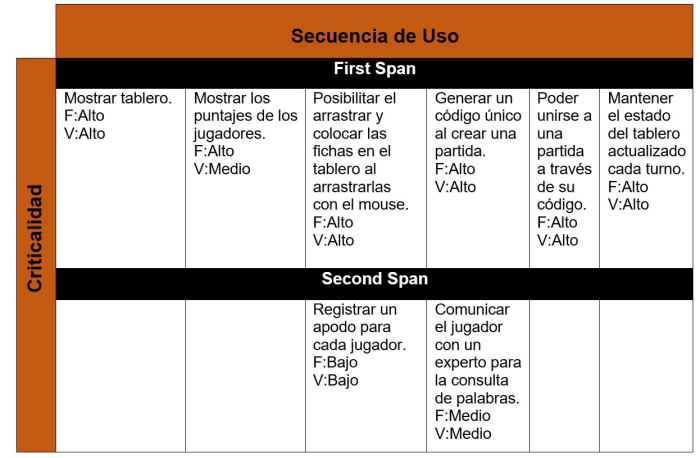 Secuencia de Uso
Criticalidad
First Span
Mostrar tablero.
F:Alto
V:Alto
Mostrar los
puntajes de los
jugadores.
F:Alto
V:Medio
Posibilitar el
arrastrar y
colocar las
fichas en el
tablero al
arrastrarlas
con el mouse.
F:Alto
V:Alto
Generar un
código único
al crear una
partida.
F:Alto
V:Alto
Poder
unirse a
una
partida
a través
de su
código.
F:Alto
V:Alto
Mantener
el estado
del tablero
actualizado
cada turno.
F:Alto
V:Alto
Second Span
Registrar un
apodo para
cada jugador.
F:Bajo
V:Bajo
Comunicar
el jugador
con un
experto para
la consulta
de palabras.
F:Medio
V:Medio